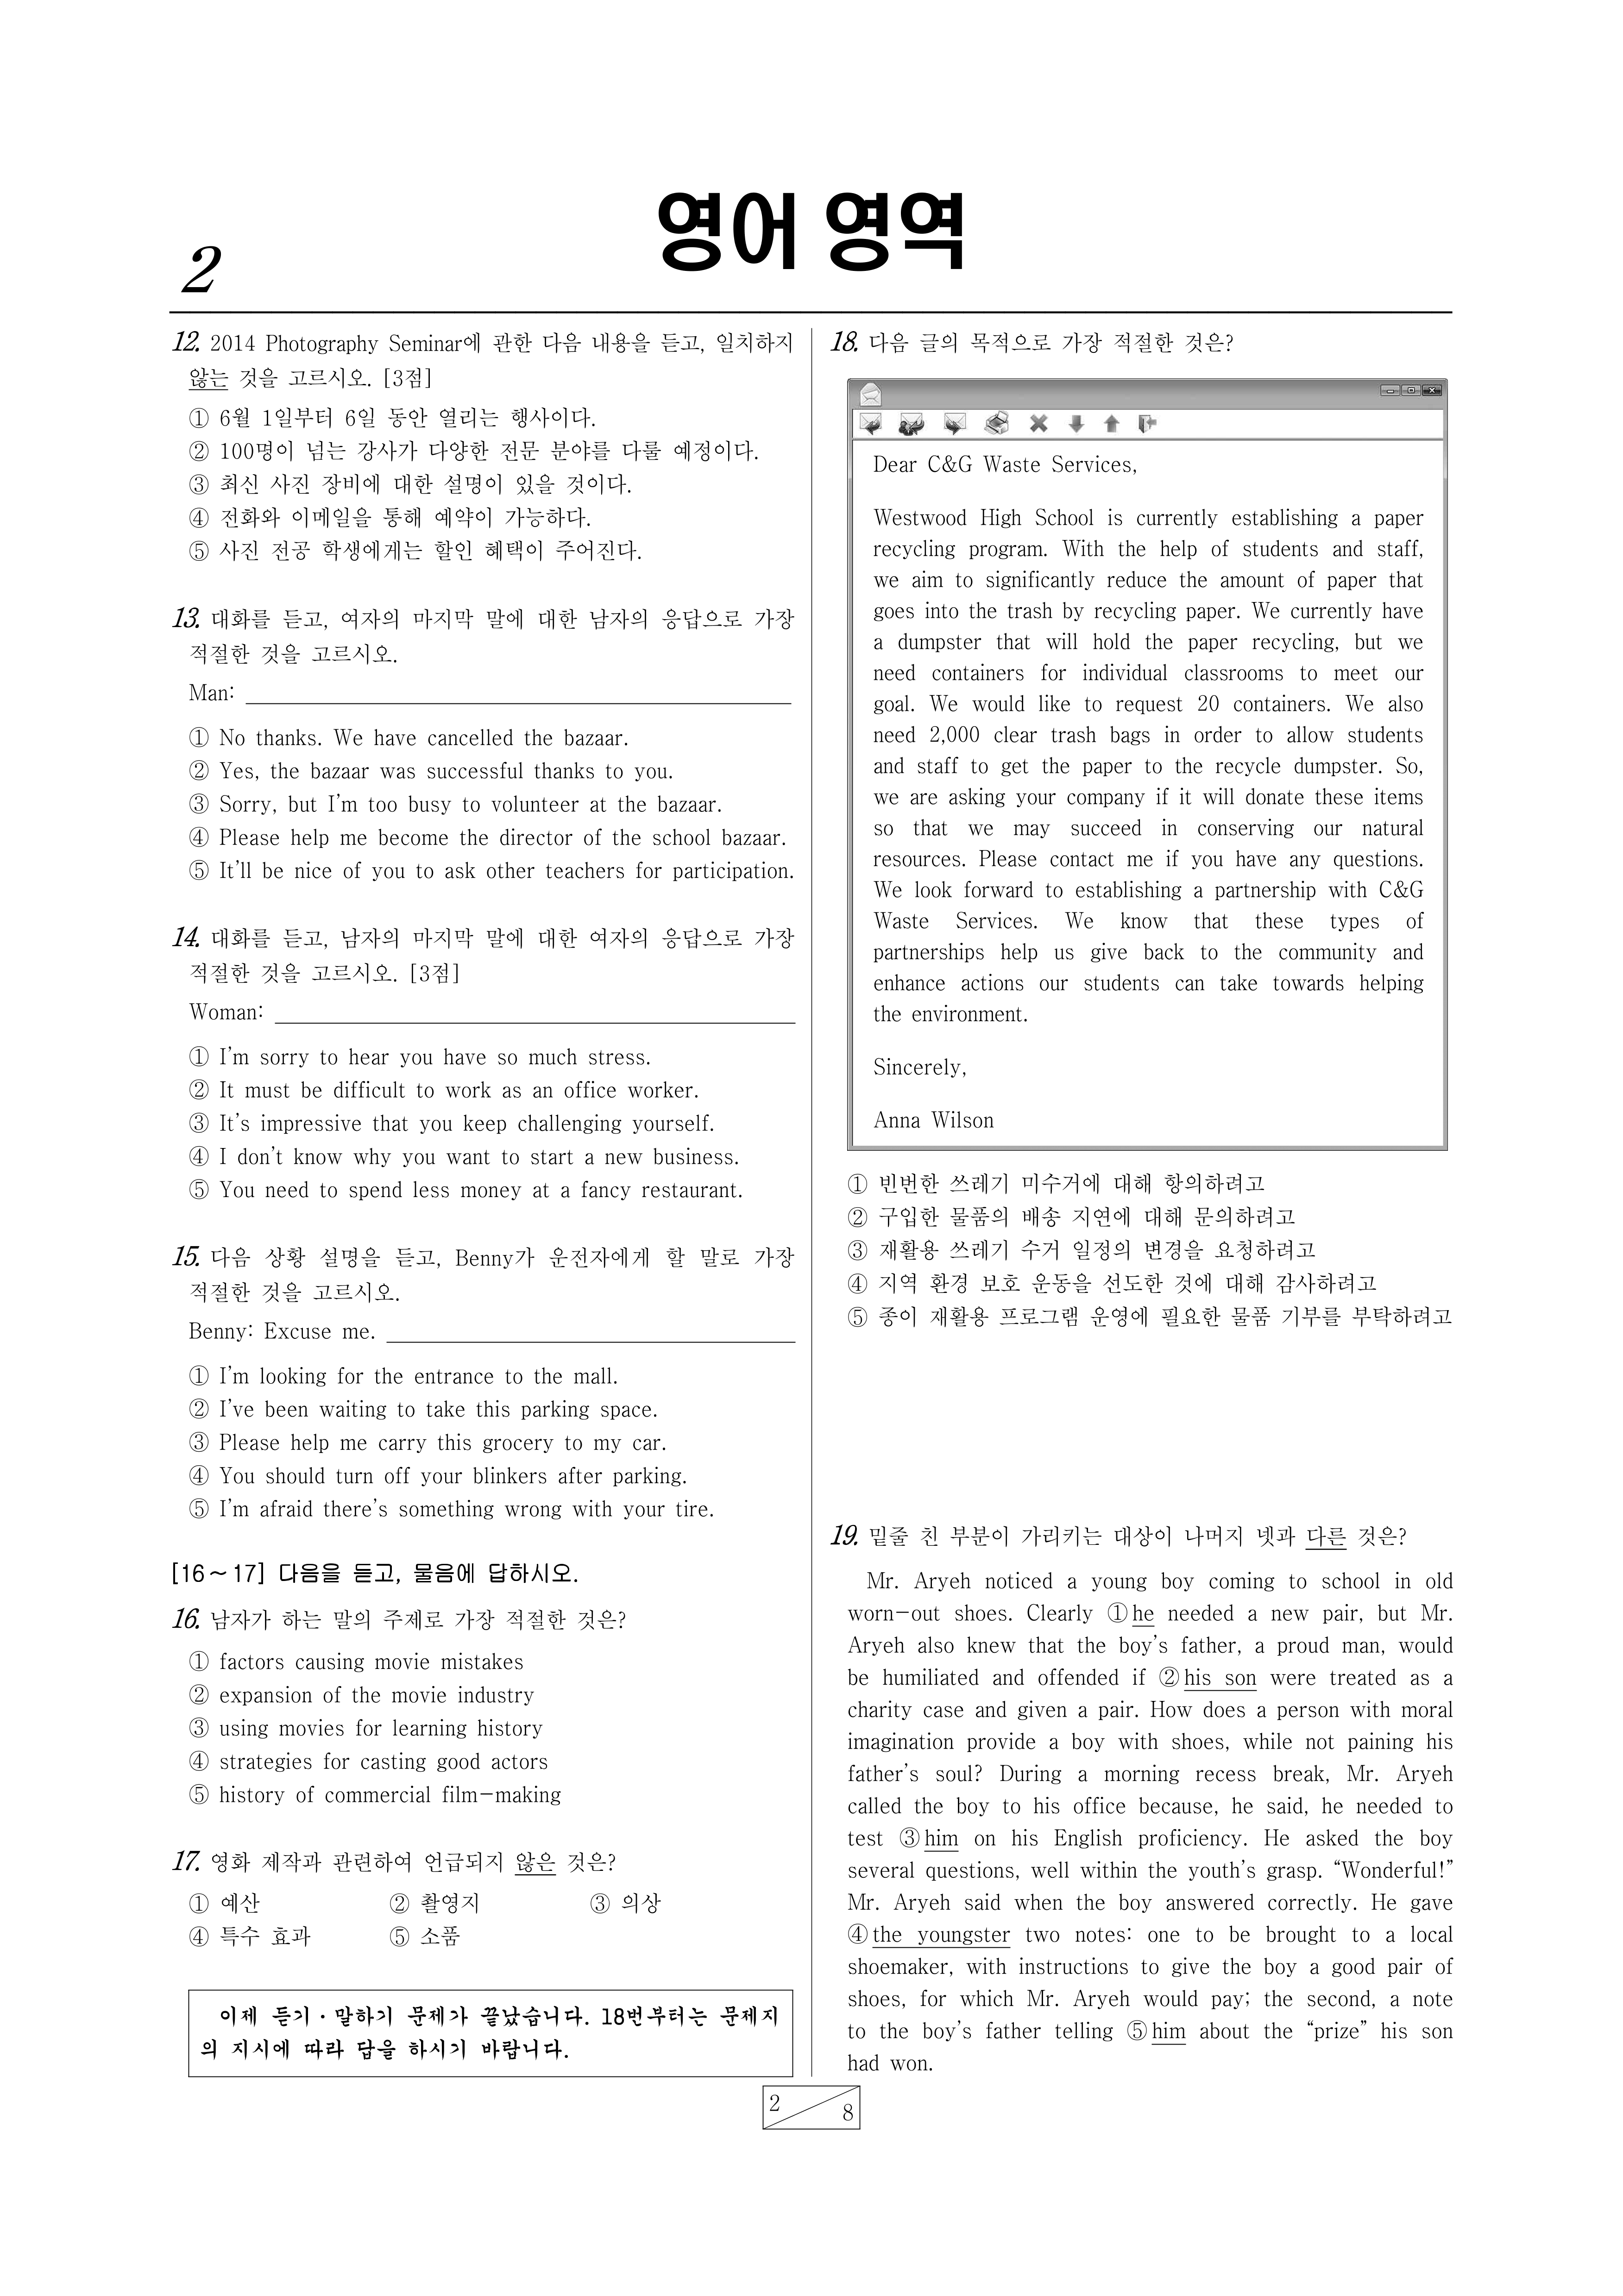 영어 영역
2
12. 2014 Photography Seminar에 관한 다음 내용을 듣고, 일치하지
않는 것을 고르시오. [3점]
① 6월 1일부터 6일 동안 열리는 행사이다.
② 100명이 넘는 강사가 다양한 전문 분야를 다룰 예정이다.
③ 최신 사진 장비에 대한 설명이 있을 것이다.
④ 전화와 이메일을 통해 예약이 가능하다.
⑤ 사진 전공 학생에게는 할인 혜택이 주어진다.
13. 대화를 듣고, 여자의 마지막 말에 대한 남자의 응답으로 가장
적절한 것을 고르시오.
Man:
① No thanks. We have cancelled the bazaar.
② Yes, the bazaar was successful thanks to you.
③ Sorry, but I’m too busy to volunteer at the bazaar.
④ Please help me become the director of the school bazaar.
⑤ It’ll be nice of you to ask other teachers for participation.
14. 대화를 듣고, 남자의 마지막 말에 대한 여자의 응답으로 가장
적절한 것을 고르시오. [3점]
Woman:
① I’m sorry to hear you have so much stress.
② It must be difficult to work as an office worker.
③ It’s impressive that you keep challenging yourself.
④ I don’t know why you want to start a new business.
⑤ You need to spend less money at a fancy restaurant.
15. 다음 상황 설명을 듣고, Benny가 운전자에게 할 말로 가장
적절한 것을 고르시오.
Benny: Excuse me.
① I’m looking for the entrance to the mall.
② I’ve been waiting to take this parking space.
③ Please help me carry this grocery to my car.
④ You should turn off your blinkers after parking.
⑤ I’m afraid there’s something wrong with your tire.
[16～17] 다음을 듣고, 물음에 답하시오.
16. 남자가 하는 말의 주제로 가장 적절한 것은?
① factors causing movie mistakes
② expansion of the movie industry
③ using movies for learning history
④ strategies for casting good actors
⑤ history of commercial film-making
17. 영화 제작과 관련하여 언급되지 않은 것은?
① 예산 ② 촬영지 ③ 의상
④ 특수 효과 ⑤ 소품
이제 듣기·말하기 문제가 끝났습니다. 18번부터는 문제지
의 지시에 따라 답을 하시기 바랍니다.
18. 다음 글의 목적으로 가장 적절한 것은?
Dear C&G Waste Services,
Westwood High School is currently establishing a paper
recycling program. With the help of students and staff,
we aim to significantly reduce the amount of paper that
goes into the trash by recycling paper. We currently have
a dumpster that will hold the paper recycling, but we
need containers for individual classrooms to meet our
goal. We would like to request 20 containers. We also
need 2,000 clear trash bags in order to allow students
and staff to get the paper to the recycle dumpster. So,
we are asking your company if it will donate these items
so that we may succeed in conserving our natural
resources. Please contact me if you have any questions.
We look forward to establishing a partnership with C&G
Waste Services. We know that these types of
partnerships help us give back to the community and
enhance actions our students can take towards helping
the environment.
Sincerely,
Anna Wilson
① 빈번한 쓰레기 미수거에 대해 항의하려고
② 구입한 물품의 배송 지연에 대해 문의하려고
③ 재활용 쓰레기 수거 일정의 변경을 요청하려고
④ 지역 환경 보호 운동을 선도한 것에 대해 감사하려고
⑤ 종이 재활용 프로그램 운영에 필요한 물품 기부를 부탁하려고
19. 밑줄 친 부분이 가리키는 대상이 나머지 넷과 다른 것은?
Mr. Aryeh noticed a young boy coming to school in old
worn-out shoes. Clearly ①he needed a new pair, but Mr.
Aryeh also knew that the boy’s father, a proud man, would
be humiliated and offended if ②his son were treated as a
charity case and given a pair. How does a person with moral
imagination provide a boy with shoes, while not paining his
father’s soul? During a morning recess break, Mr. Aryeh
called the boy to his office because, he said, he needed to
test ③him on his English proficiency. He asked the boy
several questions, well within the youth’s grasp. “Wonderful!”
Mr. Aryeh said when the boy answered correctly. He gave
④the youngster two notes: one to be brought to a local
shoemaker, with instructions to give the boy a good pair of
shoes, for which Mr. Aryeh would pay; the second, a note
to the boy’s father telling ⑤him about the “prize” his son
had won.
2
8